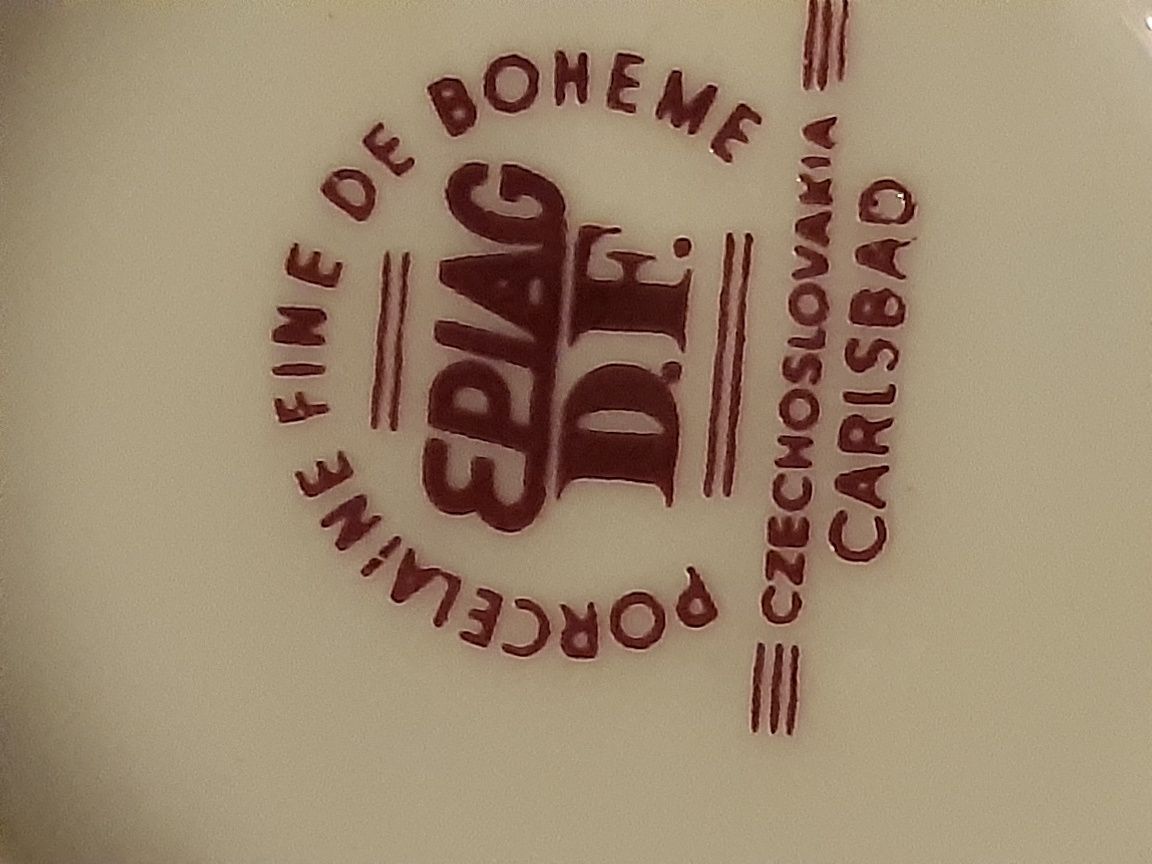 PORCELAINE FINE DE BOHEME
EPIAG
D.F.
CZECHOSLOVAKIA
CARLSBAD